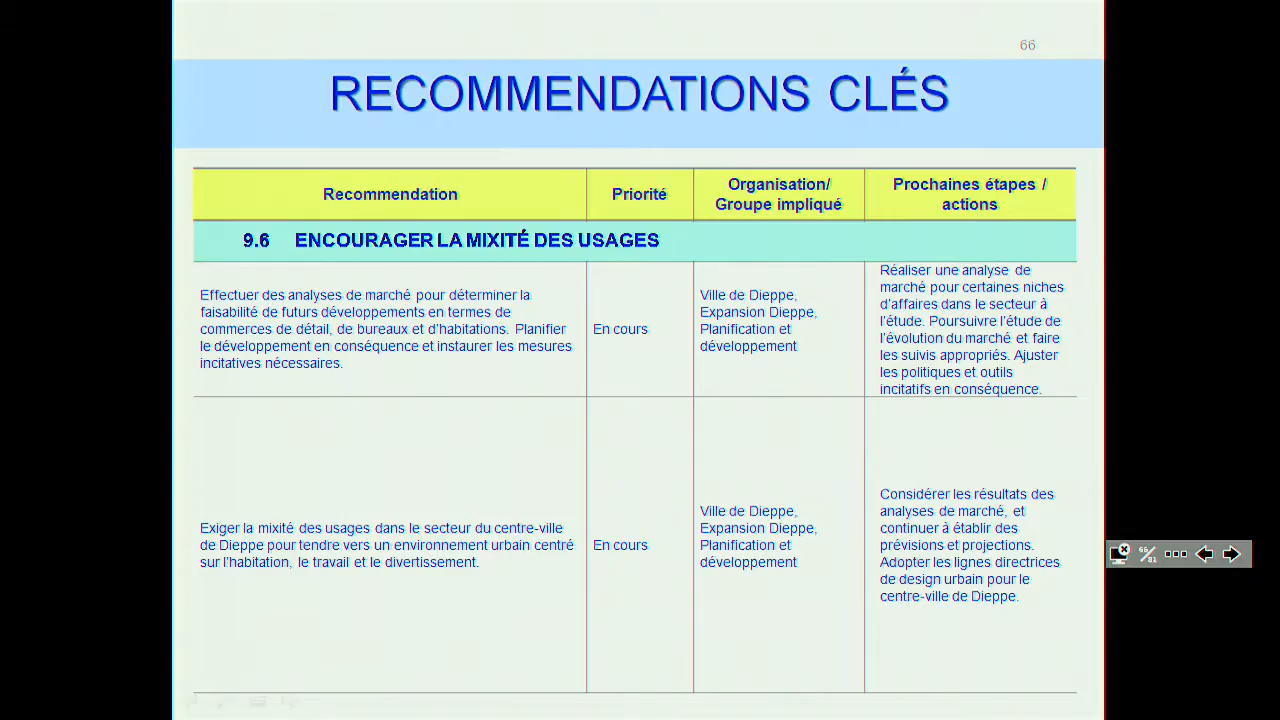 66
RECOMMENDATIONS CLÉS
Recommendation
Priorité
Organisation/
Groupe impliqué
Prochaines étapes /
actions
9.6 ENCOURAGER LA MIXITÉ DES USAGES
Effectuer des analyses de marché pour déterminer la
faisabilité de futurs développements en termes de
commerces de détail, de bureaux et d’habitations. Planifier
le développement en conséquence et instaurer les mesures
incitatives nécessaires.
En cours
Ville de Dieppe,
Expansion Dieppe,
Planification et
développement
Réaliser une analyse de
marché pour certaines niches
d’affaires dans le secteur à
l’étude. Poursuivre l’étude de
l’évolution du marché et faire
les suivis appropriés. Ajuster
les politiques et outils
incitatifs en conséquence.
Exiger la mixité des usages dans le secteur du centre-ville
de Dieppe pour tendre vers un environnement urbain centré
sur l’habitation, le travail et le divertissement.
En cours
Ville de Dieppe,
Expansion Dieppe,
Planification et
développement
Considérer les résultats des
analyses de marché, et
continuer à établir des
prévisions et projections.
Adopter les lignes directrices
de design urbain pour le
centre-ville de Dieppe.
66/81